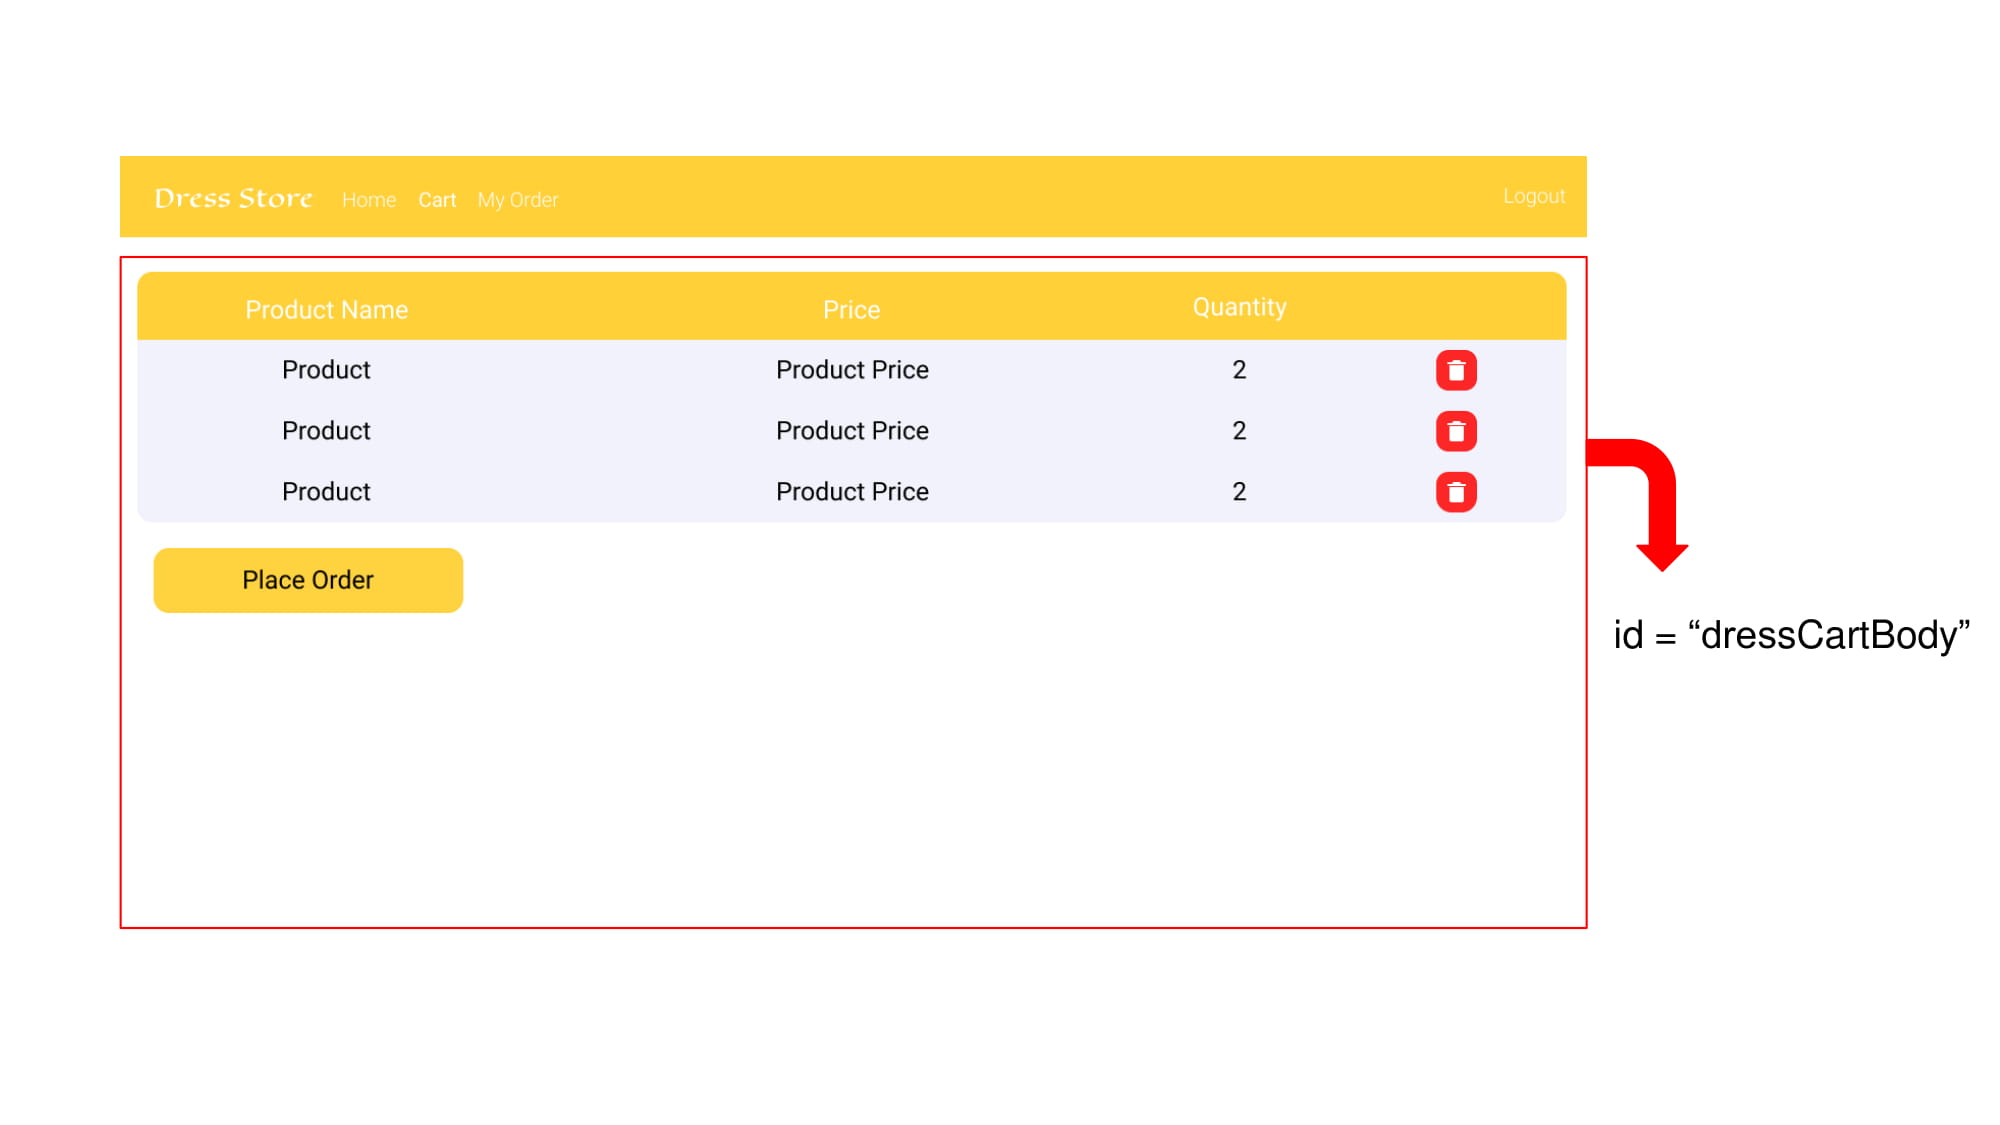 Dress Store Home Cart My Order Logout
Product Name Price Quantity
Product Product Price 2
Product Product Price 2
Product Product Price 2
Place Order
id = “dressCartBody”